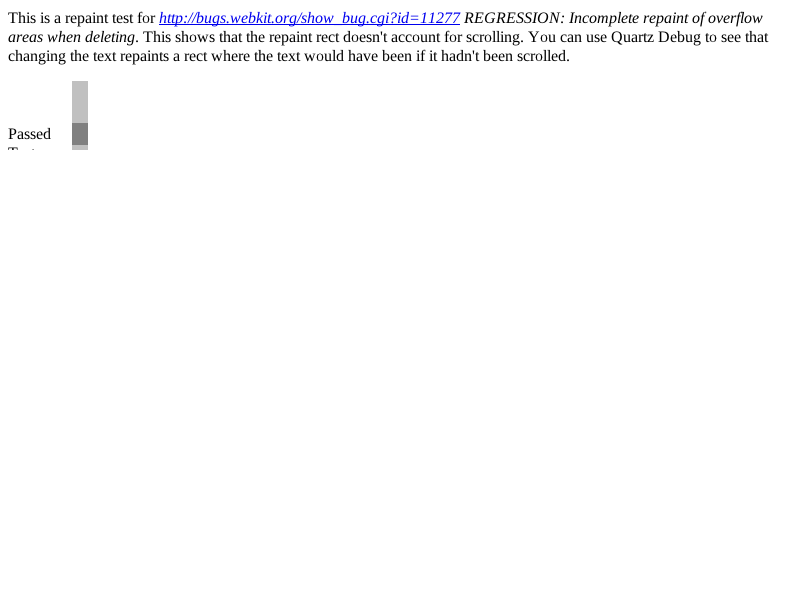 This is a repaint test for http://bugs.webkit.org/show_bug.cgi?id=11277 REGRESSION: Incomplete repaint of overflow
areas when deleting. This shows that the repaint rect doesn't account for scrolling. You can use Quartz Debug to see that
changing the text repaints a rect where the text would have been if it hadn't been scrolled.
Passed